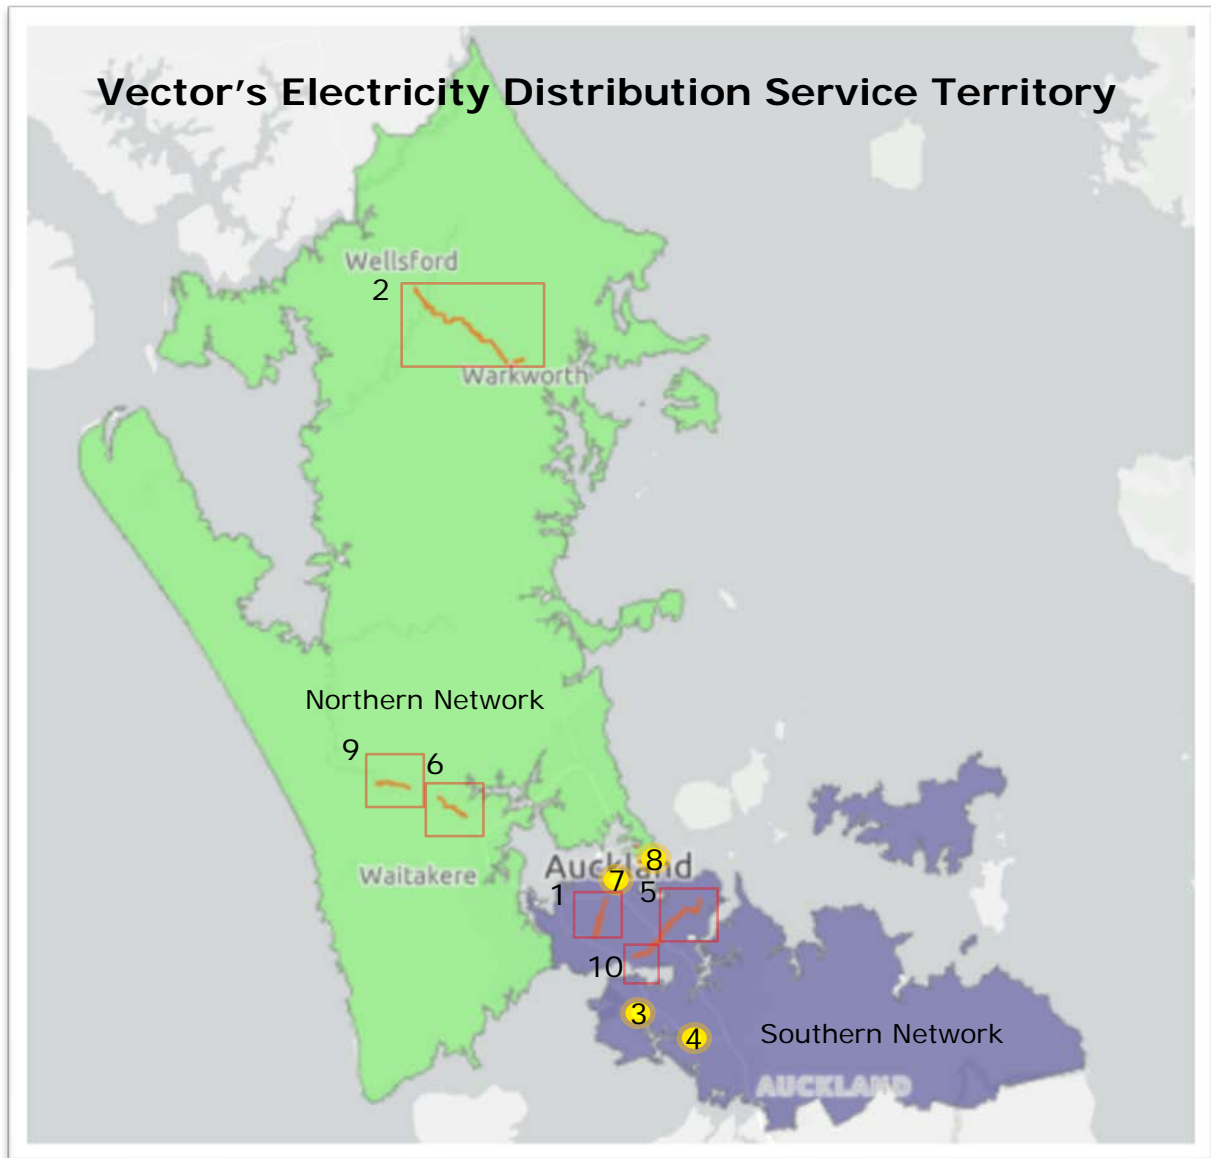 Vector's Electricity Distribution Service Territory
Wellsford
2
Warkworth
Northern Network
9
6
Auckland
8
7
Waitakere
1
5
10
3
4
Southern Network
AUCKLAND